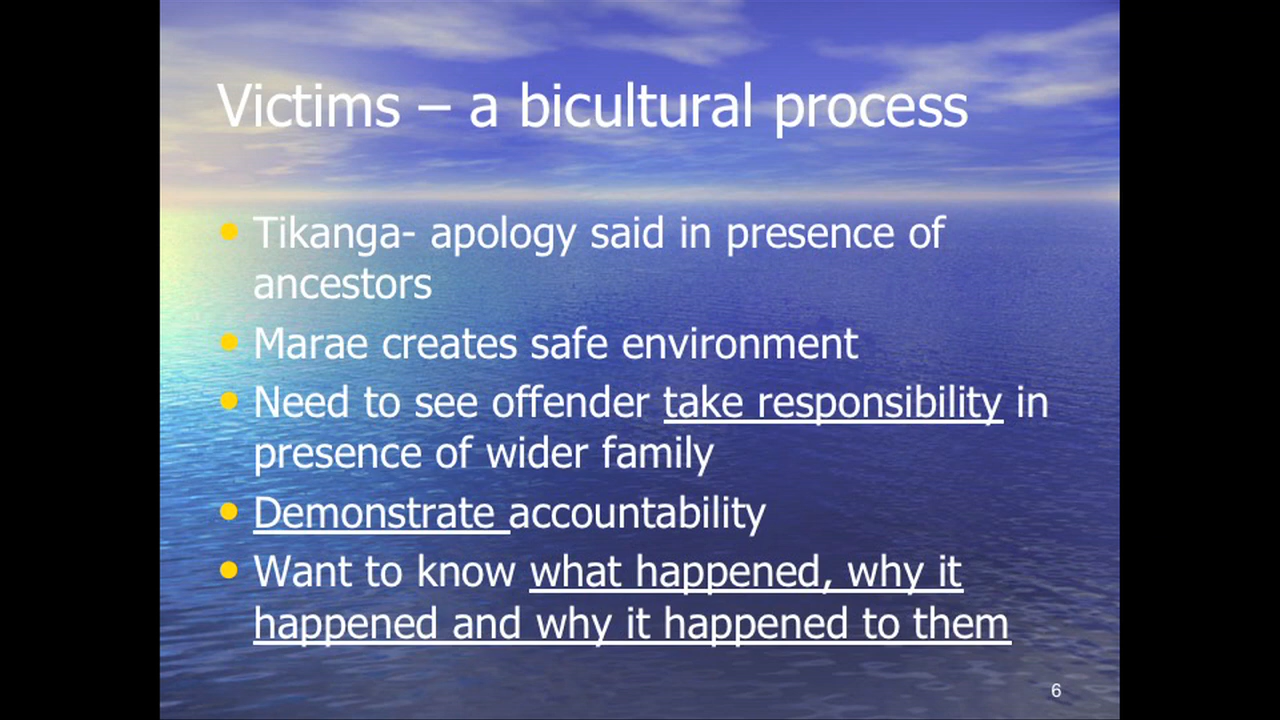 Victims – a bicultural process
• Tikanga- apology said in presence of
ancestors
• Marae creates safe environment
• Need to see offender take responsibility in
presence of wider family
• Demonstrate accountability
• Want to know what happened, why it
happened and why it happened to them
6